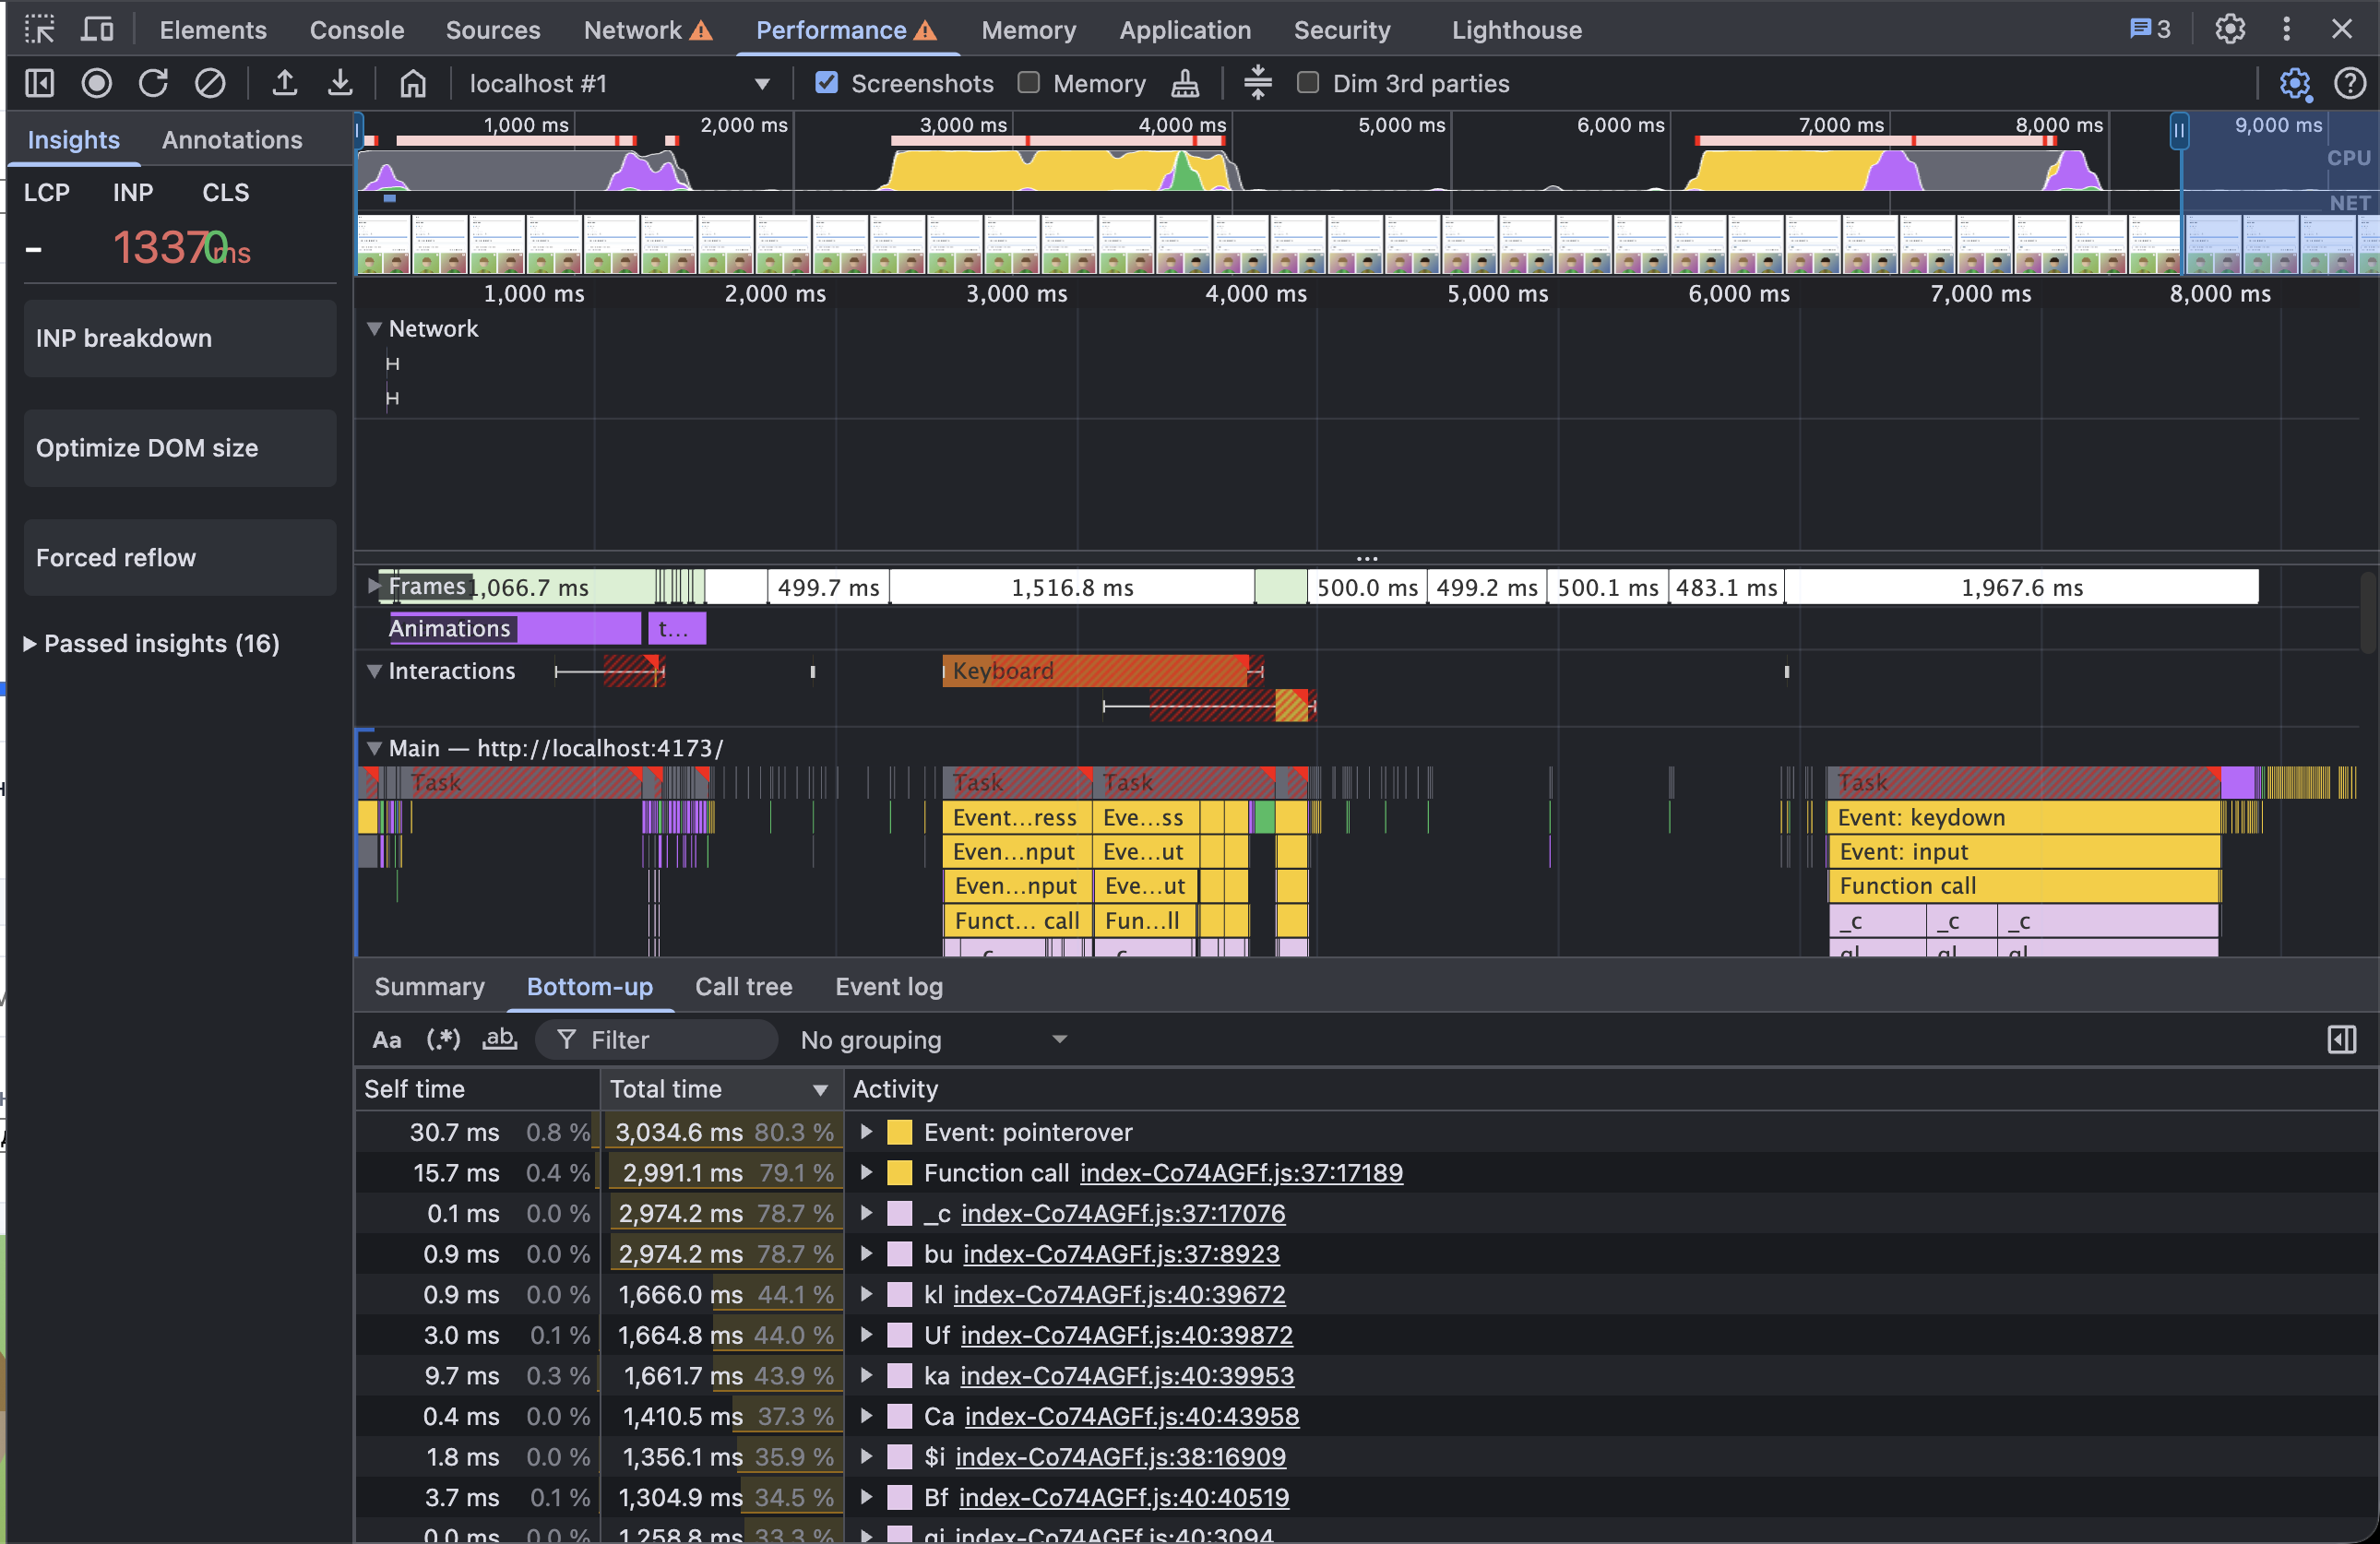 Elements Console Sources Network Performance Memory Application Security Lighthouse 3
localhost #1 Screenshots Memory Dim 3rd parties
Insights Annotations
LCP INP CLS
- 1337 ms 0
INP breakdown
Optimize DOM size
Forced reflow
Passed insights (16)
1,000 ms 2,000 ms 3,000 ms 4,000 ms 5,000 ms 6,000 ms 7,000 ms 8,000 ms 9,000 ms
CPU
NET
1,000 ms 2,000 ms 3,000 ms 4,000 ms 5,000 ms 6,000 ms 7,000 ms 8,000 ms
Network
Frames 1,066.7 ms 499.7 ms 1,516.8 ms 500.0 ms 499.2 ms 500.1 ms 483.1 ms 1,967.6 ms
Animations t...
Interactions Keyboard
Main — http://localhost:4173/
Task Task Task Task
Event...ress Eve...ss Event: keydown
Even...nput Eve...ut Event: input
Even...nput Eve...ut Function call
Funct... call Fun...ll _c _c _c
Summary Bottom-up Call tree Event log
Aa (.*) ab Filter No grouping
Self time Total time Activity
30.7 ms 0.8 % 3,034.6 ms 80.3 % Event: pointerover
15.7 ms 0.4 % 2,991.1 ms 79.1 % Function call index-Co74AGFf.js:37:17189
0.1 ms 0.0 % 2,974.2 ms 78.7 % _c index-Co74AGFf.js:37:17076
0.9 ms 0.0 % 2,974.2 ms 78.7 % bu index-Co74AGFf.js:37:8923
0.9 ms 0.0 % 1,666.0 ms 44.1 % kl index-Co74AGFf.js:40:39672
3.0 ms 0.1 % 1,664.8 ms 44.0 % Uf index-Co74AGFf.js:40:39872
9.7 ms 0.3 % 1,661.7 ms 43.9 % ka index-Co74AGFf.js:40:39953
0.4 ms 0.0 % 1,410.5 ms 37.3 % Ca index-Co74AGFf.js:40:43958
1.8 ms 0.0 % 1,356.1 ms 35.9 % $i index-Co74AGFf.js:38:16909
3.7 ms 0.1 % 1,304.9 ms 34.5 % Bf index-Co74AGFf.js:40:40519
0.0 ms 0.0 % 1,258.8 ms 33.3 % index-Co74AGFf.js:40:3094